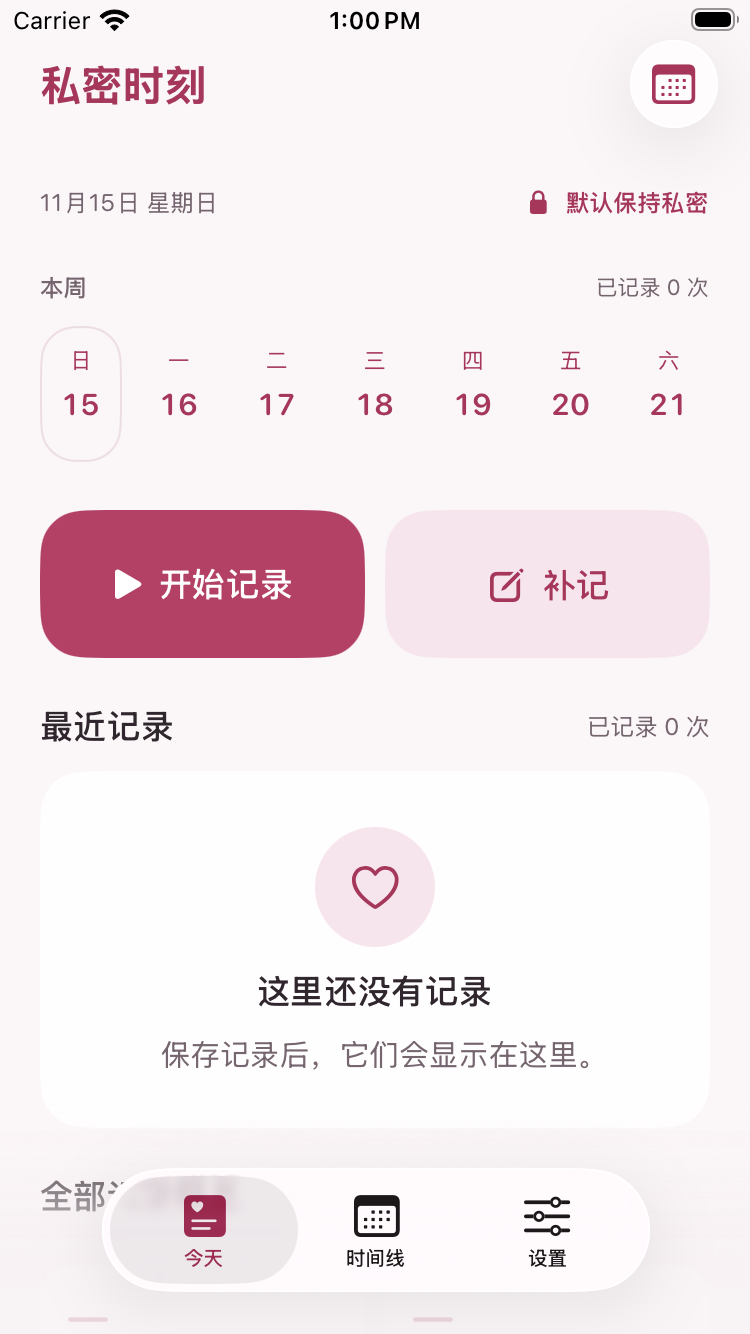 Carrier 1:00 PM
私密时刻
11月15日 星期日 默认保持私密
本周 已记录 0 次
日 一 二 三 四 五 六
15 16 17 18 19 20 21
开始记录 补记
最近记录 已记录 0 次
这里还没有记录
保存记录后，它们会显示在这里。
全部
今天 时间线 设置